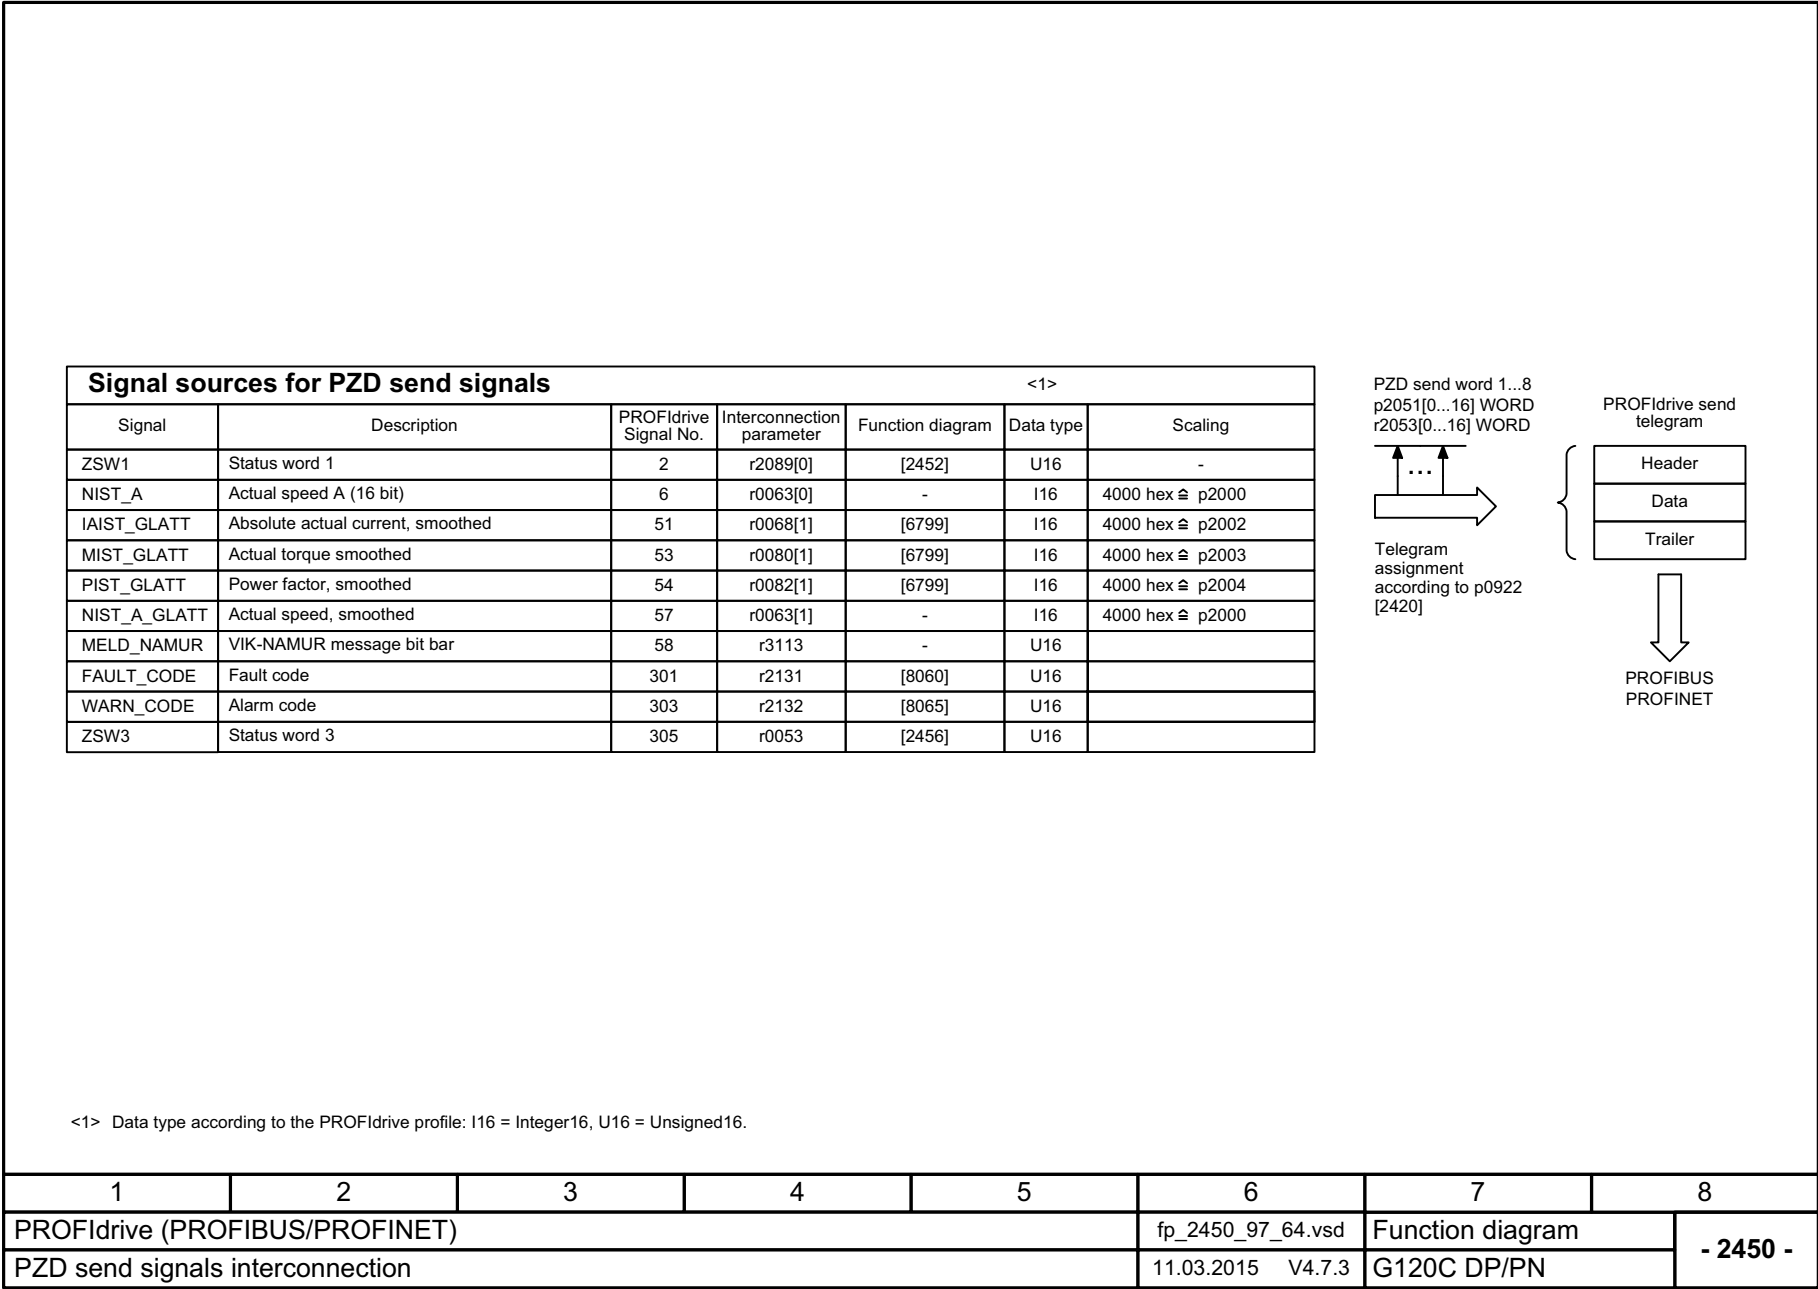 Signal sources for PZD send signals <1>
Signal Description PROFIdrive Signal No. Interconnection parameter Function diagram Data type Scaling
ZSW1 Status word 1 2 r2089[0] [2452] U16 -
NIST_A Actual speed A (16 bit) 6 r0063[0] - I16 4000 hex ≙ p2000
IAIST_GLATT Absolute actual current, smoothed 51 r0068[1] [6799] I16 4000 hex ≙ p2002
MIST_GLATT Actual torque smoothed 53 r0080[1] [6799] I16 4000 hex ≙ p2003
PIST_GLATT Power factor, smoothed 54 r0082[1] [6799] I16 4000 hex ≙ p2004
NIST_A_GLATT Actual speed, smoothed 57 r0063[1] - I16 4000 hex ≙ p2000
MELD_NAMUR VIK-NAMUR message bit bar 58 r3113 - U16
FAULT_CODE Fault code 301 r2131 [8060] U16
WARN_CODE Alarm code 303 r2132 [8065] U16
ZSW3 Status word 3 305 r0053 [2456] U16
PZD send word 1...8
p2051[0...16] WORD
r2053[0...16] WORD
...
Telegram
assignment
according to p0922
[2420]
PROFIdrive send
telegram
Header
Data
Trailer
PROFIBUS
PROFINET
<1> Data type according to the PROFIdrive profile: I16 = Integer16, U16 = Unsigned16.
1 2 3 4 5 6 7 8
PROFIdrive (PROFIBUS/PROFINET) fp_2450_97_64.vsd Function diagram - 2450 -
PZD send signals interconnection 11.03.2015 V4.7.3 G120C DP/PN